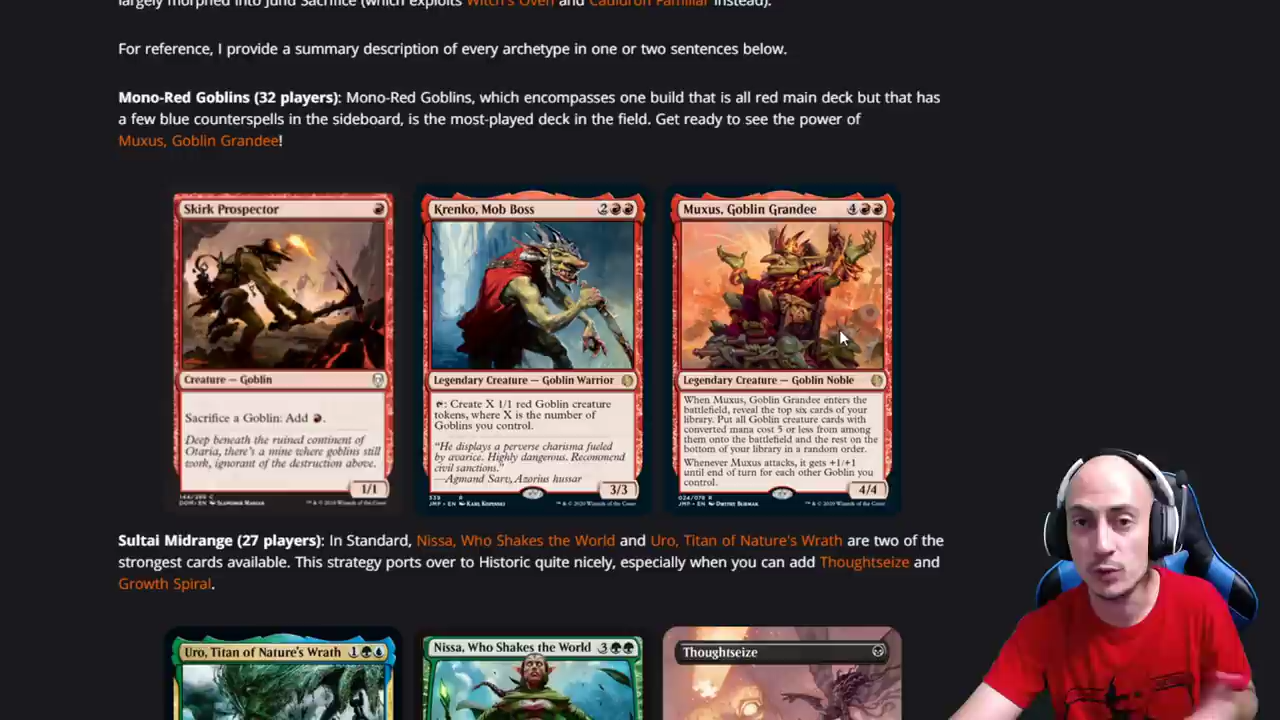 largely morphed into Jund Sacrifice (which exploits Witch's Oven and Cauldron Familiar instead).
For reference, I provide a summary description of every archetype in one or two sentences below.
Mono-Red Goblins (32 players): Mono-Red Goblins, which encompasses one build that is all red main deck but that has
a few blue counterspells in the sideboard, is the most-played deck in the field. Get ready to see the power of
Muxus, Goblin Grandee!
Skirk Prospector
Creature — Goblin
Sacrifice a Goblin: Add
Deep beneath the ruined continent of
Otaria, there's a mine where goblins still
work, ignorant of the destruction above.
1/1
Krenko, Mob Boss 2
Legendary Creature — Goblin Warrior
: Create X 1/1 red Goblin creature
tokens, where X is the number of
Goblins you control.
"He displays a perverse charisma fueled
by avarice. Highly dangerous. Recommend
civil sanctions."
—Agmand Sarv, Azorius hussar
3/3
Muxus, Goblin Grandee 4
Legendary Creature — Goblin Noble
When Muxus, Goblin Grandee enters the
battlefield, reveal the top six cards of your
library. Put all Goblin creature cards with
converted mana cost 5 or less from among
them onto the battlefield and the rest on the
bottom of your library in a random order.
Whenever Muxus attacks, it gets +1/+1
until end of turn for each other Goblin you
control.
4/4
Sultai Midrange (27 players): In Standard, Nissa, Who Shakes the World and Uro, Titan of Nature's Wrath are two of the
strongest cards available. This strategy ports over to Historic quite nicely, especially when you can add Thoughtseize and
Growth Spiral.
Uro, Titan of Nature's Wrath 1
Nissa, Who Shakes the World 3
Thoughtseize